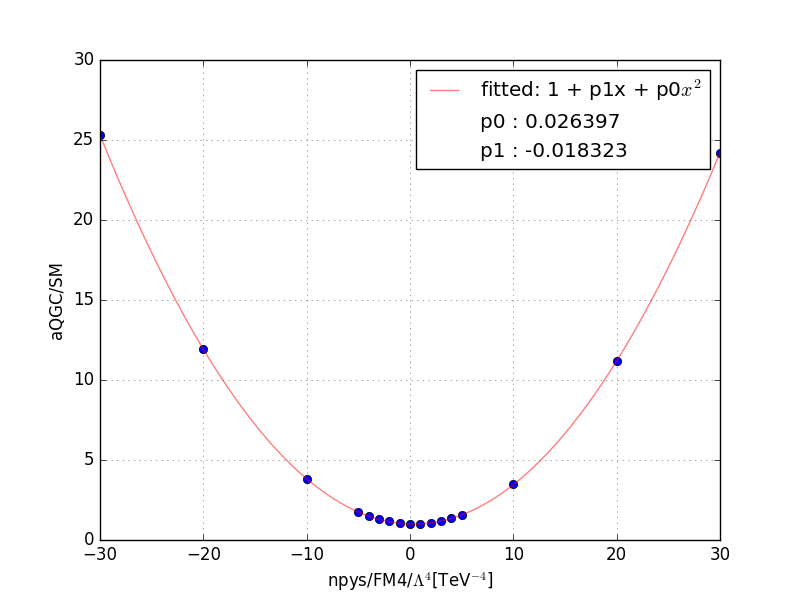 30
25
20
15
10
5
0
aQGC/SM
fitted: 1 + p1x + p0x²
p0 : 0.026397
p1 : -0.018323
−30 −20 −10 0 10 20 30
npys/FM4/Λ⁴[TeV⁻⁴]